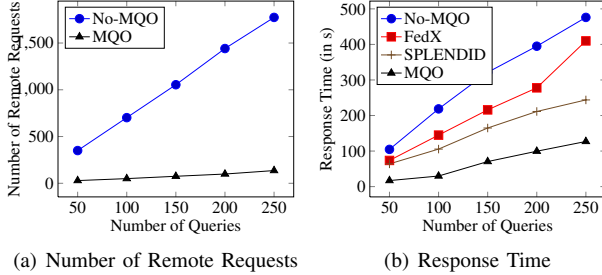 No-MQO
MQO
1,500
1,000
500
0
50 100 150 200 250
Number of Queries
Number of Remote Requests
(a) Number of Remote Requests
No-MQO
FedX
SPLENDID
MQO
500
400
300
200
100
0
50 100 150 200 250
Number of Queries
Response Time (in s)
(b) Response Time